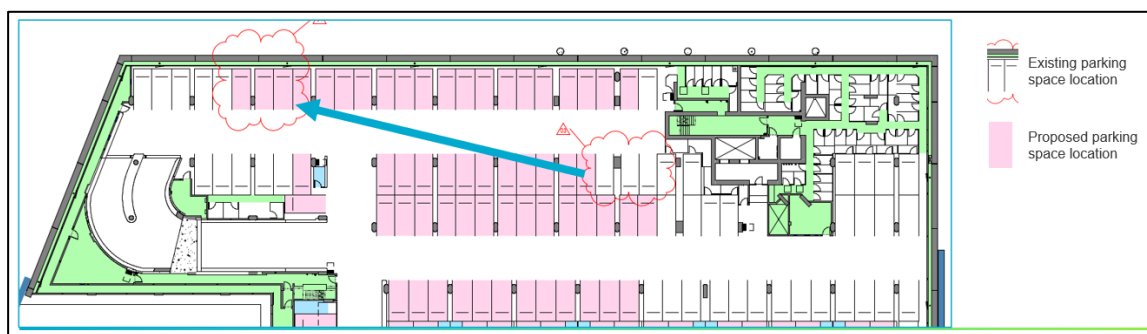 Existing parking
space location
Proposed parking
space location